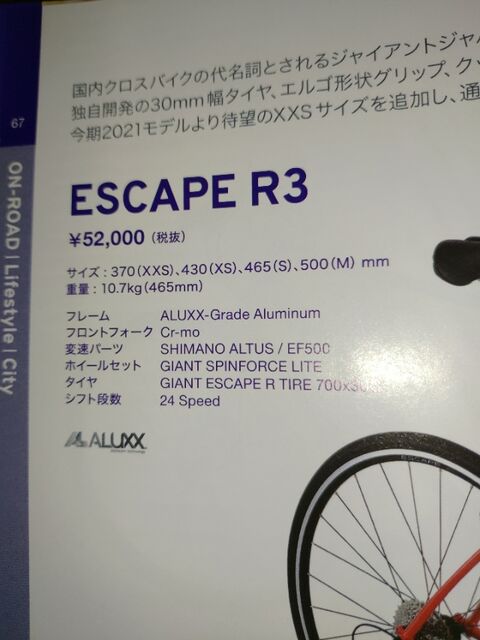 国内クロスバイクの代名詞とされるジャイアントジャパ
独自開発の30mm幅タイヤ、エルゴ形状グリップ、クッ
今期2021モデルより待望のXXSサイズを追加し、通
67
ON-ROAD | Lifestyle | City
ESCAPE R3
¥52,000 (税抜)
サイズ : 370(XXS)、430(XS)、465(S)、500(M) mm
重量 : 10.7kg(465mm)
フレーム ALUXX-Grade Aluminum
フロントフォーク Cr-mo
変速パーツ SHIMANO ALTUS / EF500
ホイールセット GIANT SPINFORCE LITE
タイヤ GIANT ESCAPE R TIRE 700x30
シフト段数 24 Speed
ALUXX
ESCAPE